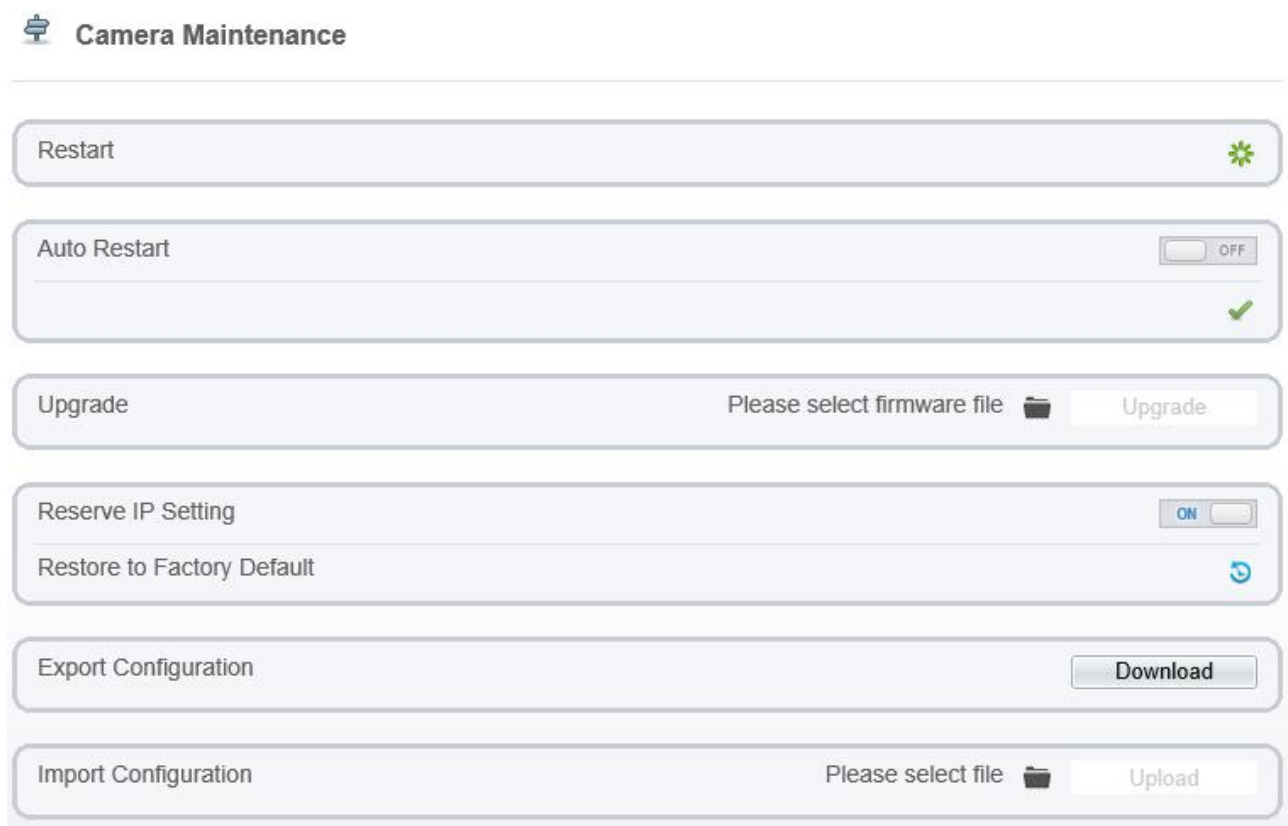 Camera Maintenance
Restart
Auto Restart OFF
Upgrade Please select firmware file Upgrade
Reserve IP Setting ON
Restore to Factory Default
Export Configuration Download
Import Configuration Please select file Upload